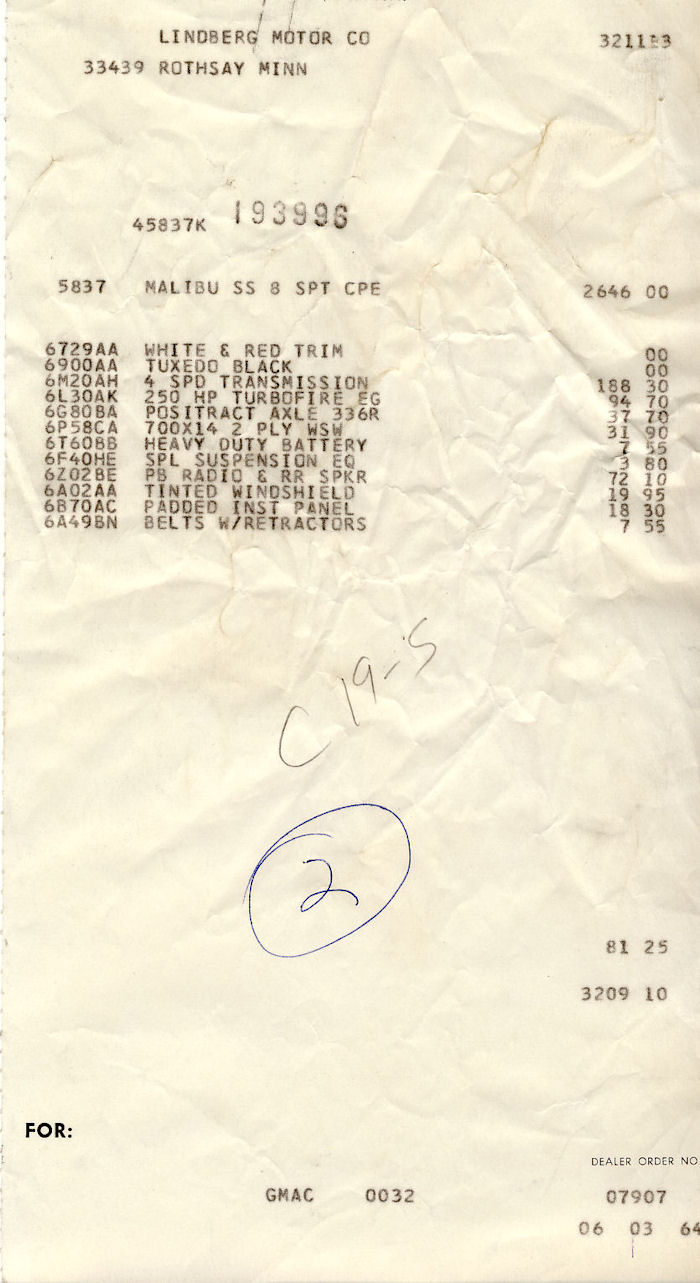 LINDBERG MOTOR CO 321113
33439 ROTHSAY MINN
45837K 193996
5837 MALIBU SS 8 SPT CPE 2646 00
6729AA WHITE & RED TRIM 00
6900AA TUXEDO BLACK 00
6M20AH 4 SPD TRANSMISSION 188 30
6L30AK 250 HP TURBOFIRE EG 94 70
6G80BA POSITRACT AXLE 336R 37 70
6P58CA 700X14 2 PLY WSW 31 90
6T60BB HEAVY DUTY BATTERY 7 55
6F40HE SPL SUSPENSION EQ 3 80
6Z02BE PB RADIO & RR SPKR 72 10
6A02AA TINTED WINDSHIELD 19 95
6B70AC PADDED INST PANEL 18 30
6A49BN BELTS W/RETRACTORS 7 55
C 19-5
2
81 25
3209 10
FOR:
DEALER ORDER NO
GMAC 0032 07907
06 03 64